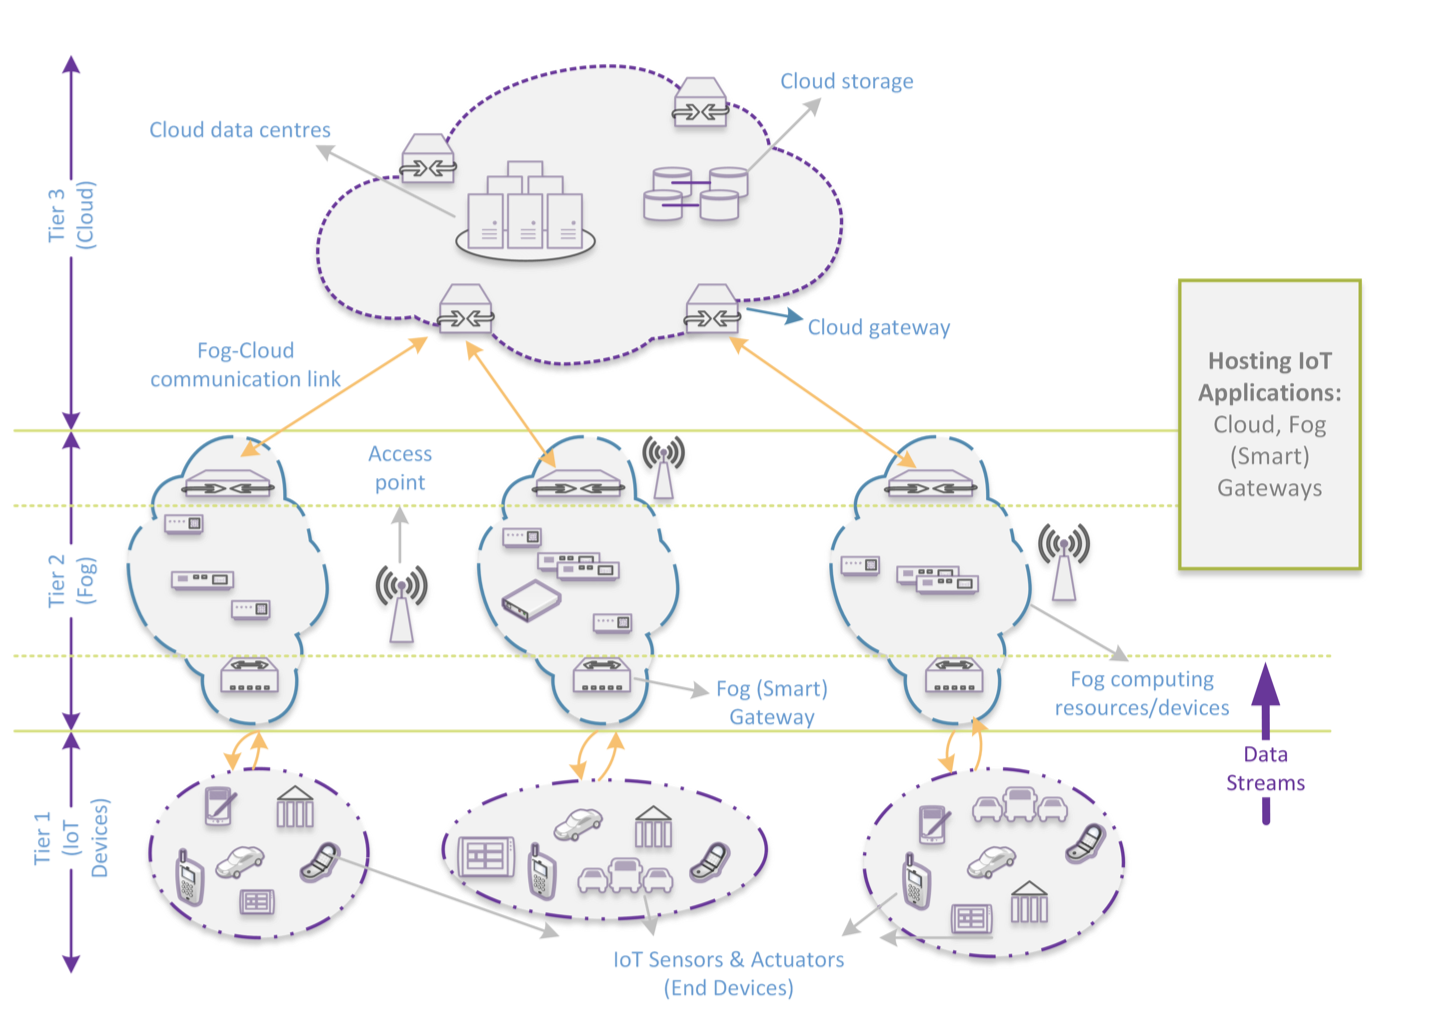 Cloud storage
Cloud data centres
Tier 3
(Cloud)
Cloud gateway
Fog-Cloud
communication link
Hosting IoT
Applications:
Cloud, Fog
(Smart)
Gateways
Access
point
Tier 2
(Fog)
Fog (Smart)
Gateway
Fog computing
resources/devices
Data
Streams
Tier 1
(IoT
Devices)
IoT Sensors & Actuators
(End Devices)